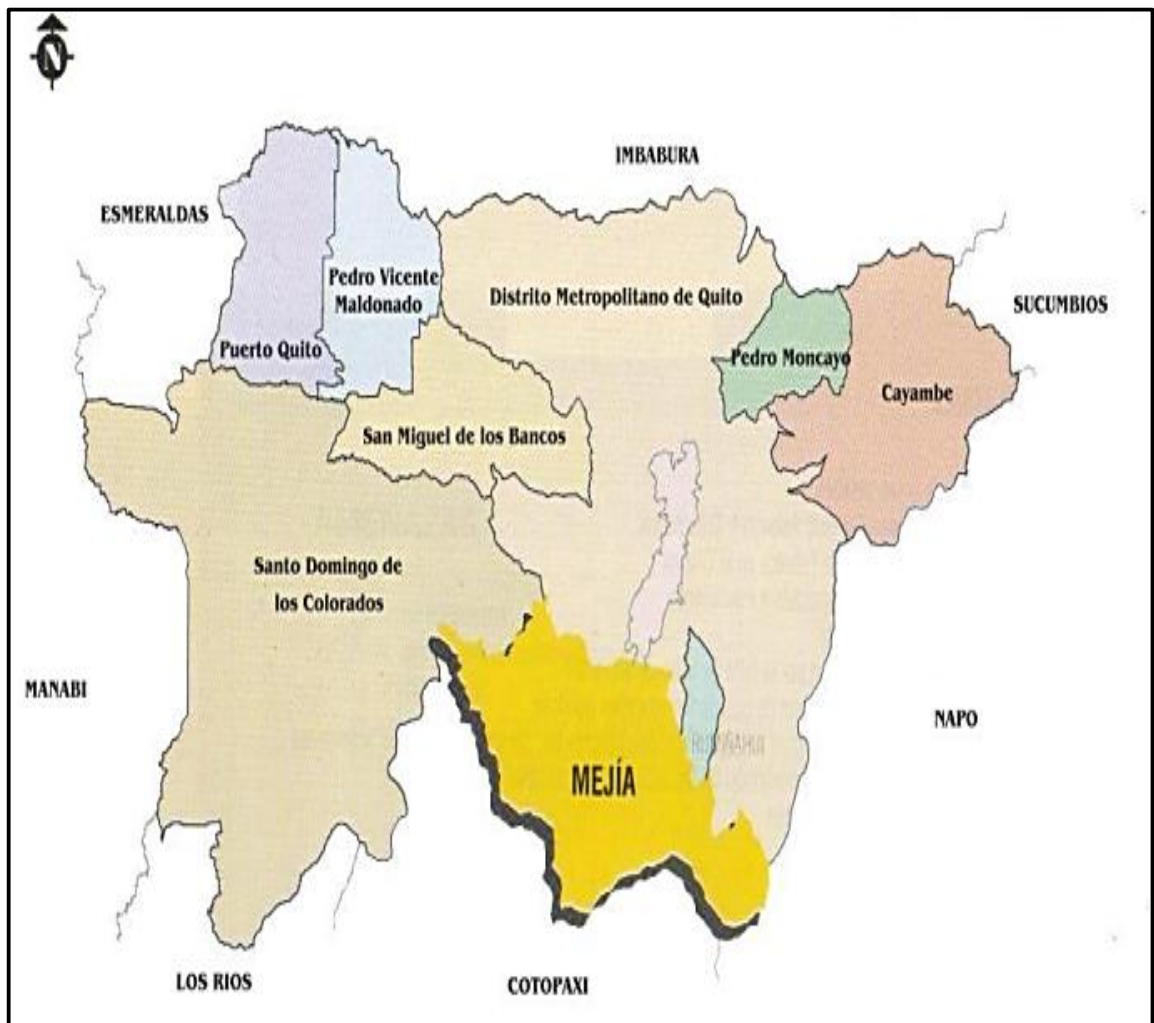 N
IMBABURA
ESMERALDAS
Pedro Vicente
Maldonado
Distrito Metropolitano de Quito
SUCUMBIOS
Puerto Quito
Pedro Moncayo
Cayambe
San Miguel de los Bancos
Santo Domingo de
los Colorados
MANABI
NAPO
RUMIÑAHUI
MEJÍA
LOS RIOS
COTOPAXI